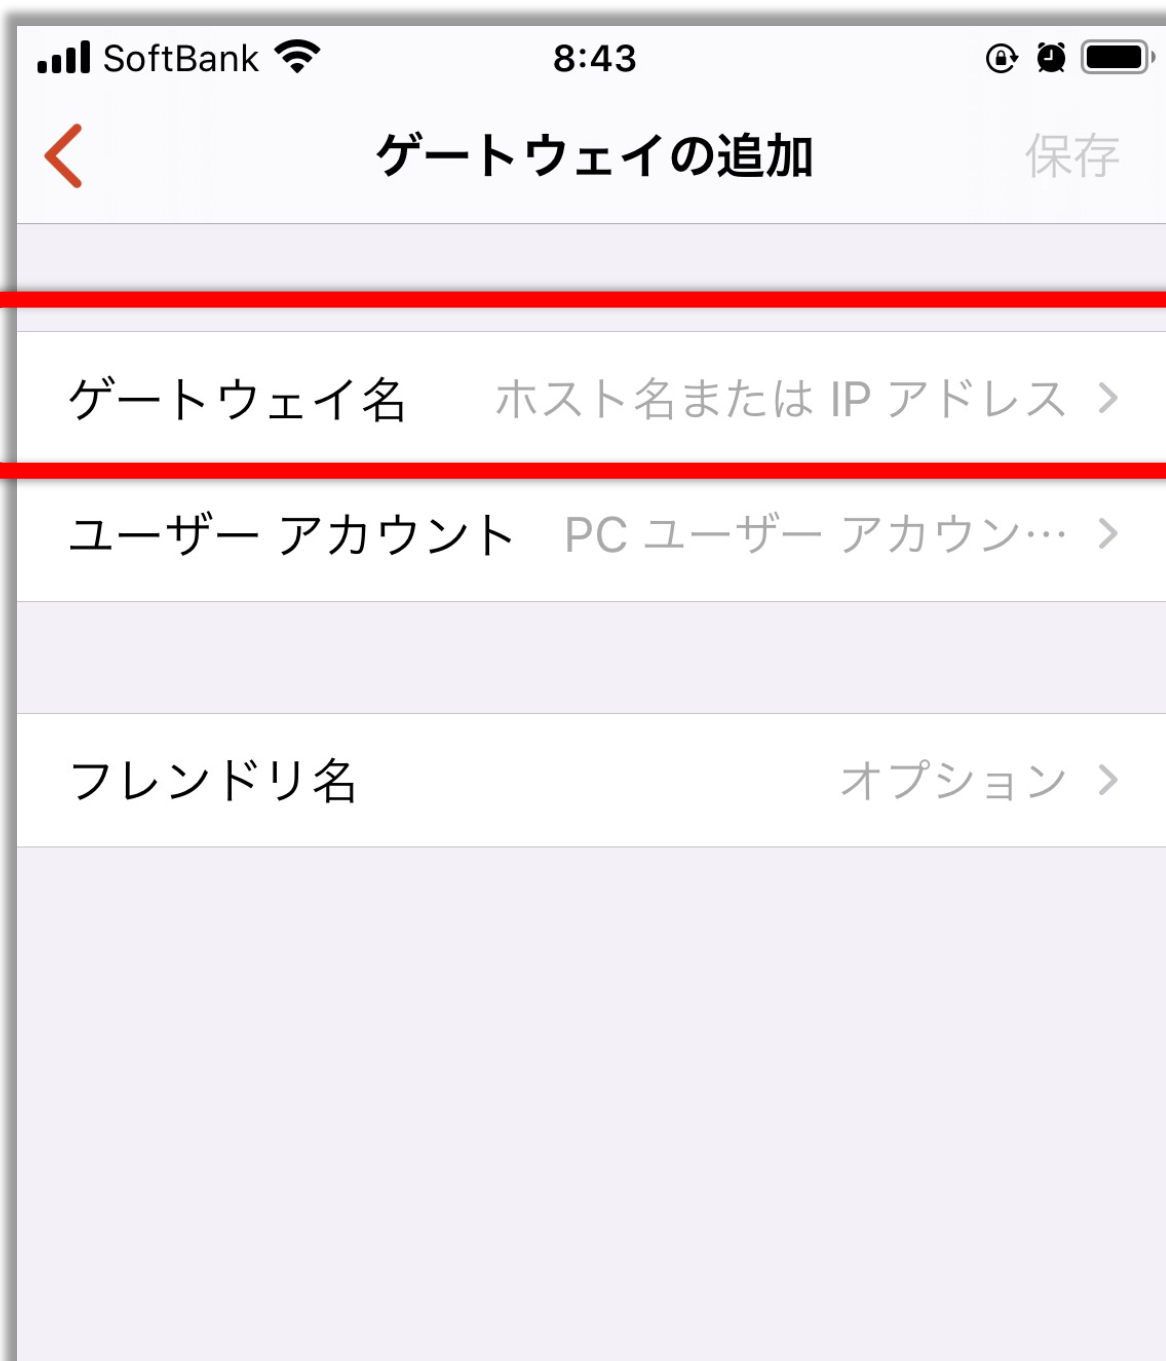 SoftBank 8:43
ゲートウェイの追加 保存
ゲートウェイ名 ホスト名または IP アドレス
ユーザー アカウント PC ユーザー アカウン…
フレンドリ名 オプション